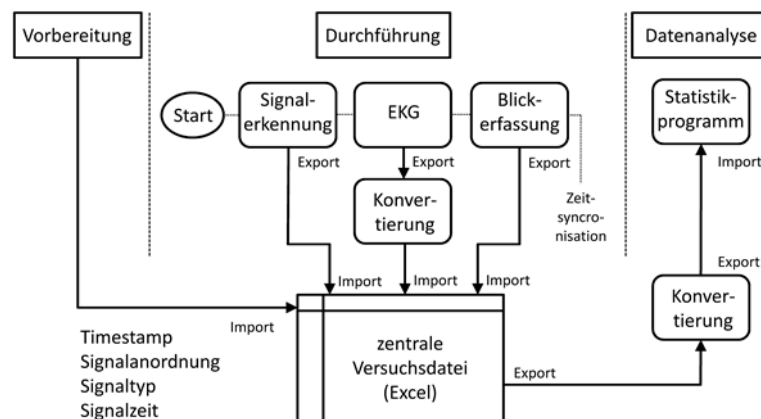 Vorbereitung
Durchführung
Datenanalyse
Start
Signal-
erkennung
EKG
Blick-
erfassung
Statistik-
programm
Export
Export
Export
Import
Konver-
tierung
Zeit-
syncro-
nisation
Import
Import
Import
Export
Konver-
tierung
Import
Timestamp
Signalanordnung
Signaltyp
Signalzeit
zentrale
Versuchsdatei
(Excel)
Export